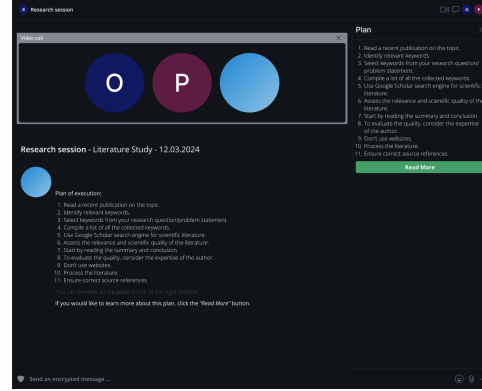 R Research session O P
Video call
O P
Research session - Literature Study - 12.03.2024
Plan of execution:
1. Read a recent publication on the topic.
2. Identify relevant keywords.
3. Select keywords from your research question/problem statement.
4. Compile a list of all the collected keywords.
5. Use Google Scholar search engine for scientific literature.
6. Assess the relevance and scientific quality of the literature.
7. Start by reading the summary and conclusion.
8. To evaluate the quality, consider the expertise of the author.
9. Don't use websites.
10. Process the literature.
11. Ensure correct source references.
You can preview all the goals inside of the right sidebar.
If you would like to learn more about this plan, click the "Read More" button.
Send an encrypted message ...
Plan
1. Read a recent publication on the topic.
2. Identify relevant keywords.
3. Select keywords from your research question/
problem statement.
4. Compile a list of all the collected keywords.
5. Use Google Scholar search engine for scientific
literature.
6. Assess the relevance and scientific quality of the
literature.
7. Start by reading the summary and conclusion.
8. To evaluate the quality, consider the expertise
of the author.
9. Don't use websites.
10. Process the literature.
11. Ensure correct source references.
Read More